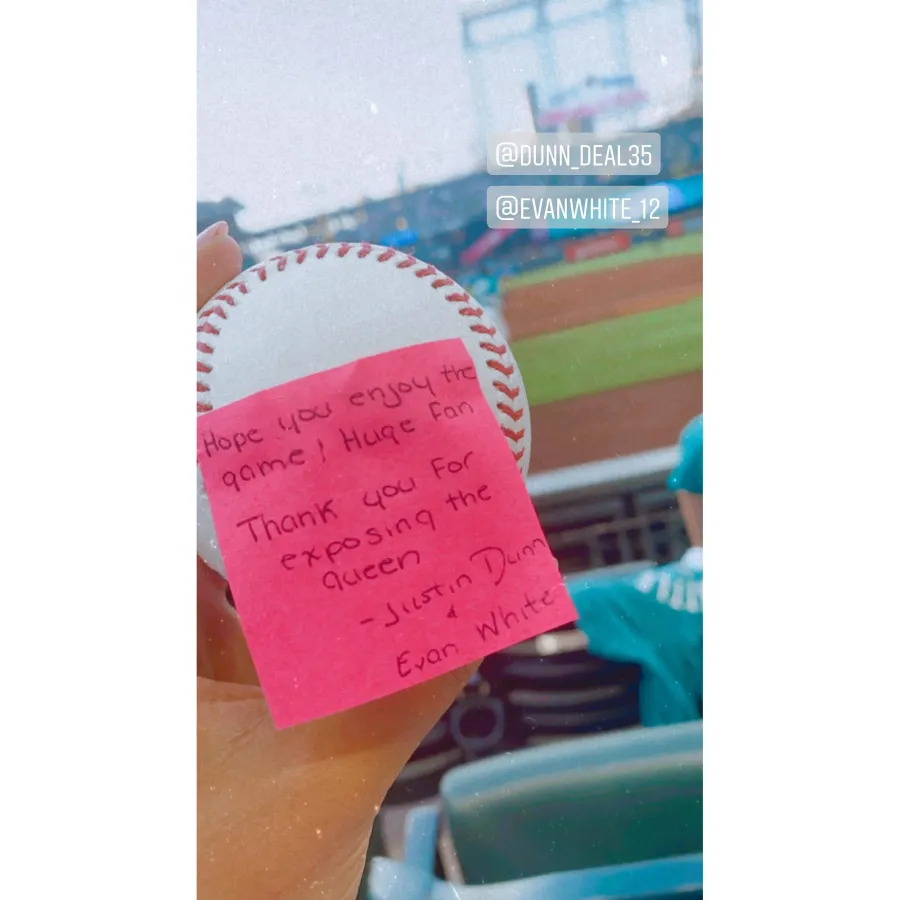 @DUNN_DEAL35
@EVANWHITE_12
Hope you enjoy the
game! Huge Fan
Thank you For
exposing the
queen
-Justin Dunn
&
Evan White